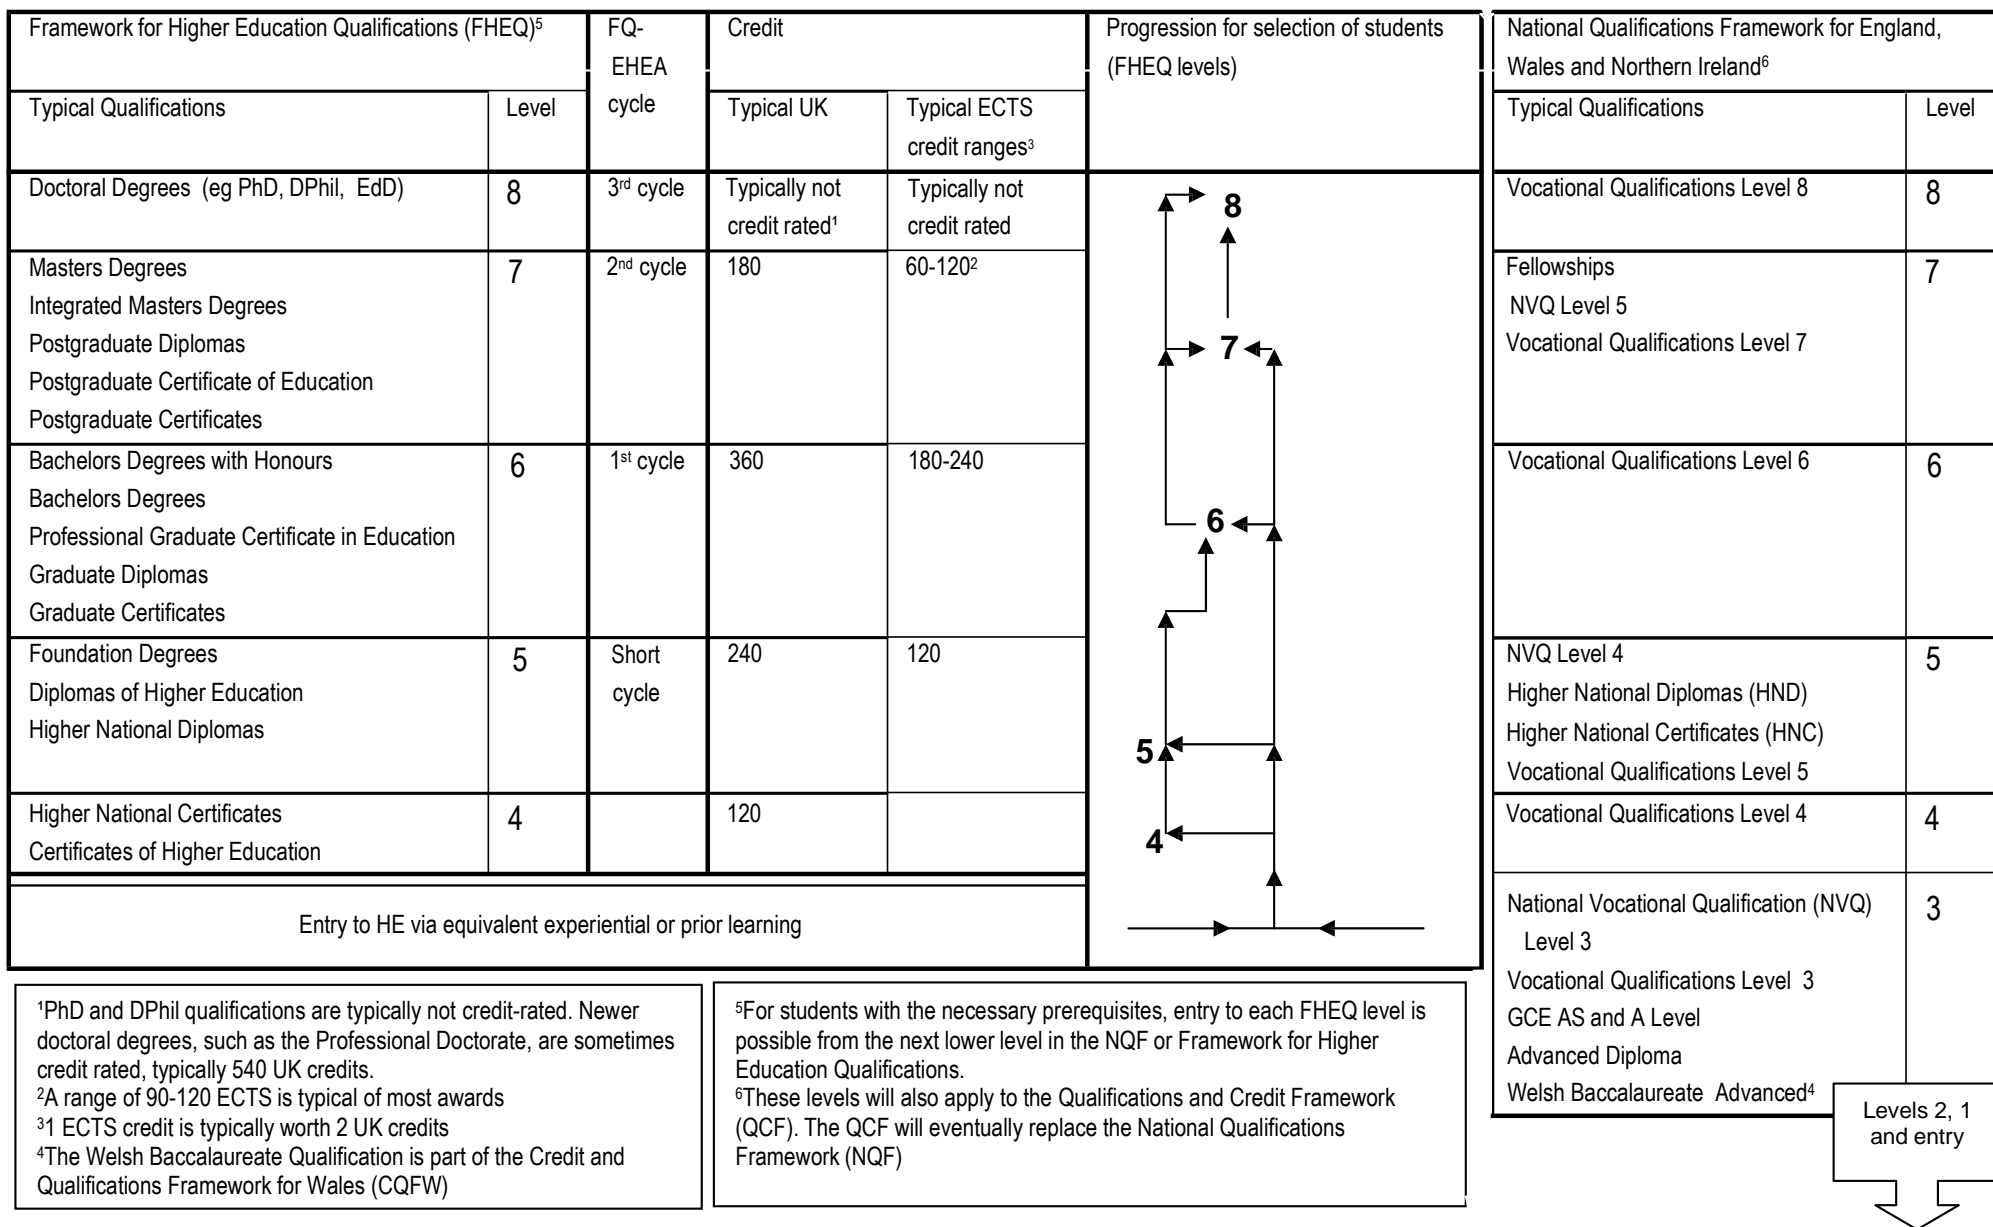 Framework for Higher Education Qualifications (FHEQ)⁵
FQ-
EHEA
cycle
Credit
Progression for selection of students
(FHEQ levels)
National Qualifications Framework for England,
Wales and Northern Ireland⁶
Typical Qualifications
Level
Typical UK
Typical ECTS
credit ranges³
Typical Qualifications
Level
Doctoral Degrees (eg PhD, DPhil, EdD)
8
3rd cycle
Typically not
credit rated¹
Typically not
credit rated
8
Vocational Qualifications Level 8
8
Masters Degrees
Integrated Masters Degrees
Postgraduate Diplomas
Postgraduate Certificate of Education
Postgraduate Certificates
7
2nd cycle
180
60-120²
7
Fellowships
NVQ Level 5
Vocational Qualifications Level 7
7
Bachelors Degrees with Honours
Bachelors Degrees
Professional Graduate Certificate in Education
Graduate Diplomas
Graduate Certificates
6
1st cycle
360
180-240
6
Vocational Qualifications Level 6
6
Foundation Degrees
Diplomas of Higher Education
Higher National Diplomas
5
Short
cycle
240
120
5
NVQ Level 4
Higher National Diplomas (HND)
Higher National Certificates (HNC)
Vocational Qualifications Level 5
5
Higher National Certificates
Certificates of Higher Education
4
120
4
Vocational Qualifications Level 4
4
Entry to HE via equivalent experiential or prior learning
National Vocational Qualification (NVQ)
Level 3
Vocational Qualifications Level 3
GCE AS and A Level
Advanced Diploma
Welsh Baccalaureate Advanced⁴
3
Levels 2, 1
and entry
¹PhD and DPhil qualifications are typically not credit-rated. Newer
doctoral degrees, such as the Professional Doctorate, are sometimes
credit rated, typically 540 UK credits.
²A range of 90-120 ECTS is typical of most awards
³1 ECTS credit is typically worth 2 UK credits
⁴The Welsh Baccalaureate Qualification is part of the Credit and
Qualifications Framework for Wales (CQFW)
⁵For students with the necessary prerequisites, entry to each FHEQ level is
possible from the next lower level in the NQF or Framework for Higher
Education Qualifications.
⁶These levels will also apply to the Qualifications and Credit Framework
(QCF). The QCF will eventually replace the National Qualifications
Framework (NQF)